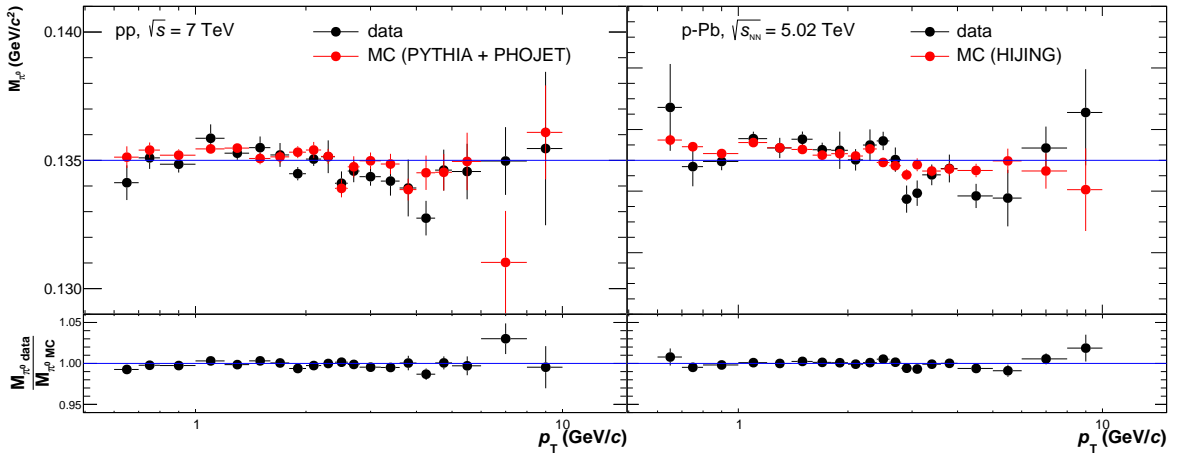 pp, √s = 7 TeV
data
MC (PYTHIA + PHOJET)
p-Pb, √sNN = 5.02 TeV
data
MC (HIJING)
Mπ⁰ (GeV/c²)
0.140
0.135
0.130
Mπ⁰ data
Mπ⁰ MC
1.05
1.00
0.95
1
10
pT (GeV/c)
1
10
pT (GeV/c)